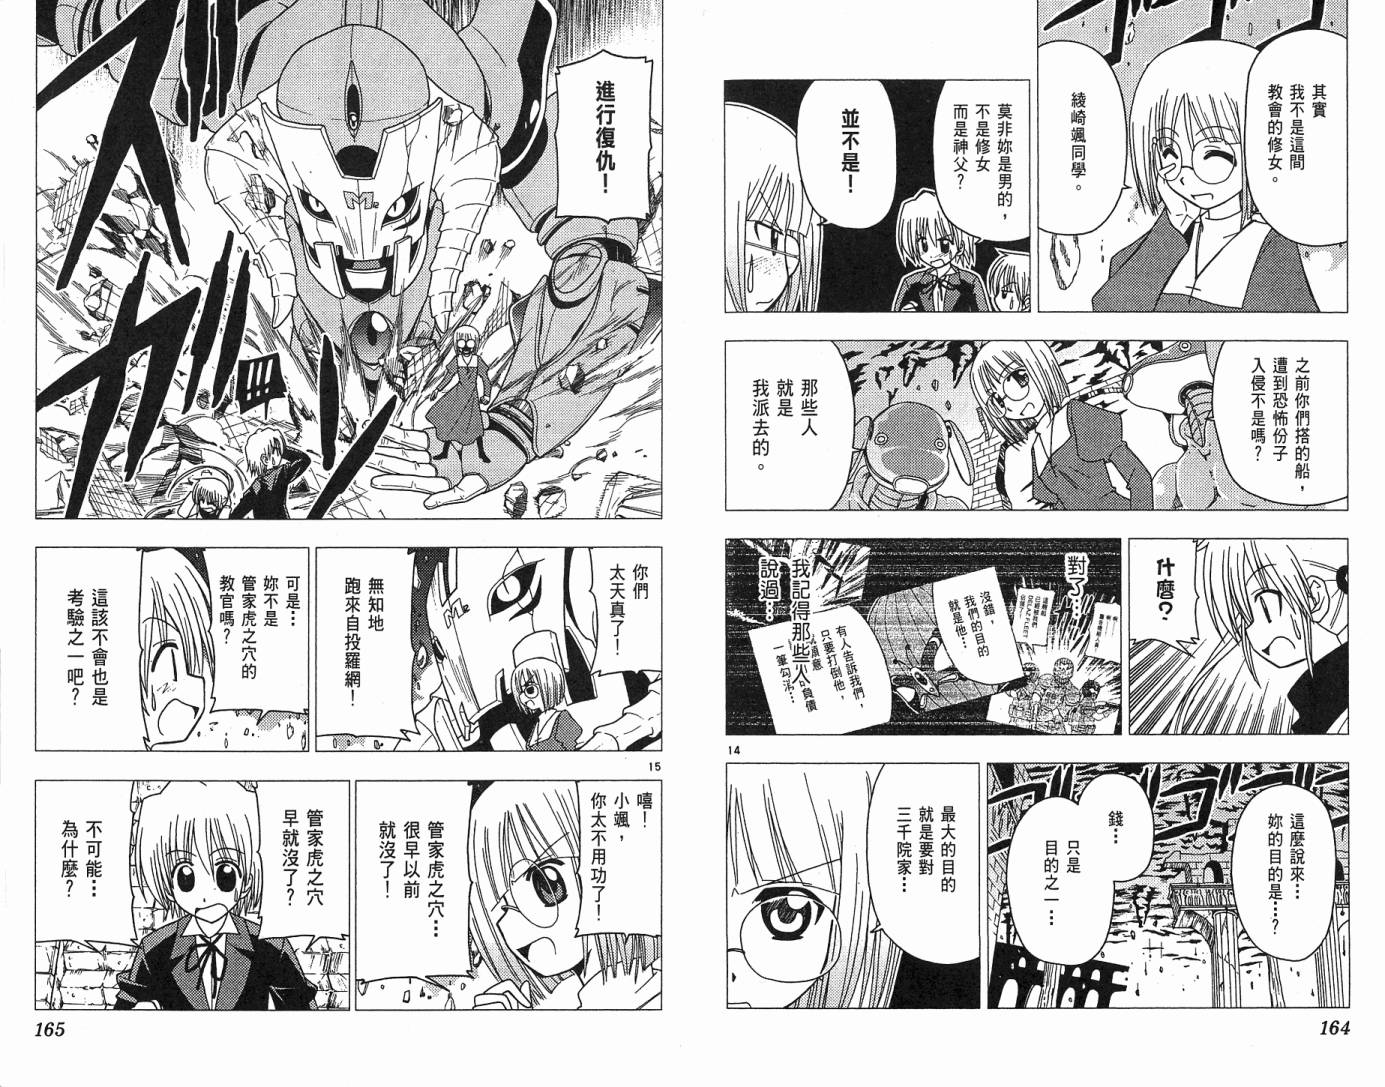 其實
我不是這間
教會的修女。
綾崎颯同學。
莫非妳是男的，
不是修女
而是神父？
並不是！
之前你們搭的船，
遭到恐怖份子
入侵不是嗎？
那些人
就是
我派去的。
什麼？
對了…
我記得那些人
說過…
沒錯，
我們的目的
就是他…
有人告訴我們，
只要打倒他，
願意
負債
一筆勾
14
這麼說來…
妳的目的是…？
錢…
只是
目的之一…
最大的目的
就是要對
三千院家…
164
進行復仇！
Me
你們
太天真了！
無知地
跑來自投羅網！
Me
可是…
妳不是
管家虎之穴的
教官嗎？
這該不會也是
考驗之一吧？
15
嘻！
小颯，
你太不用功了！
管家虎之穴…
很早以前
就沒了！
管家虎之穴
早就沒了？
不可能…
為什麼？
165